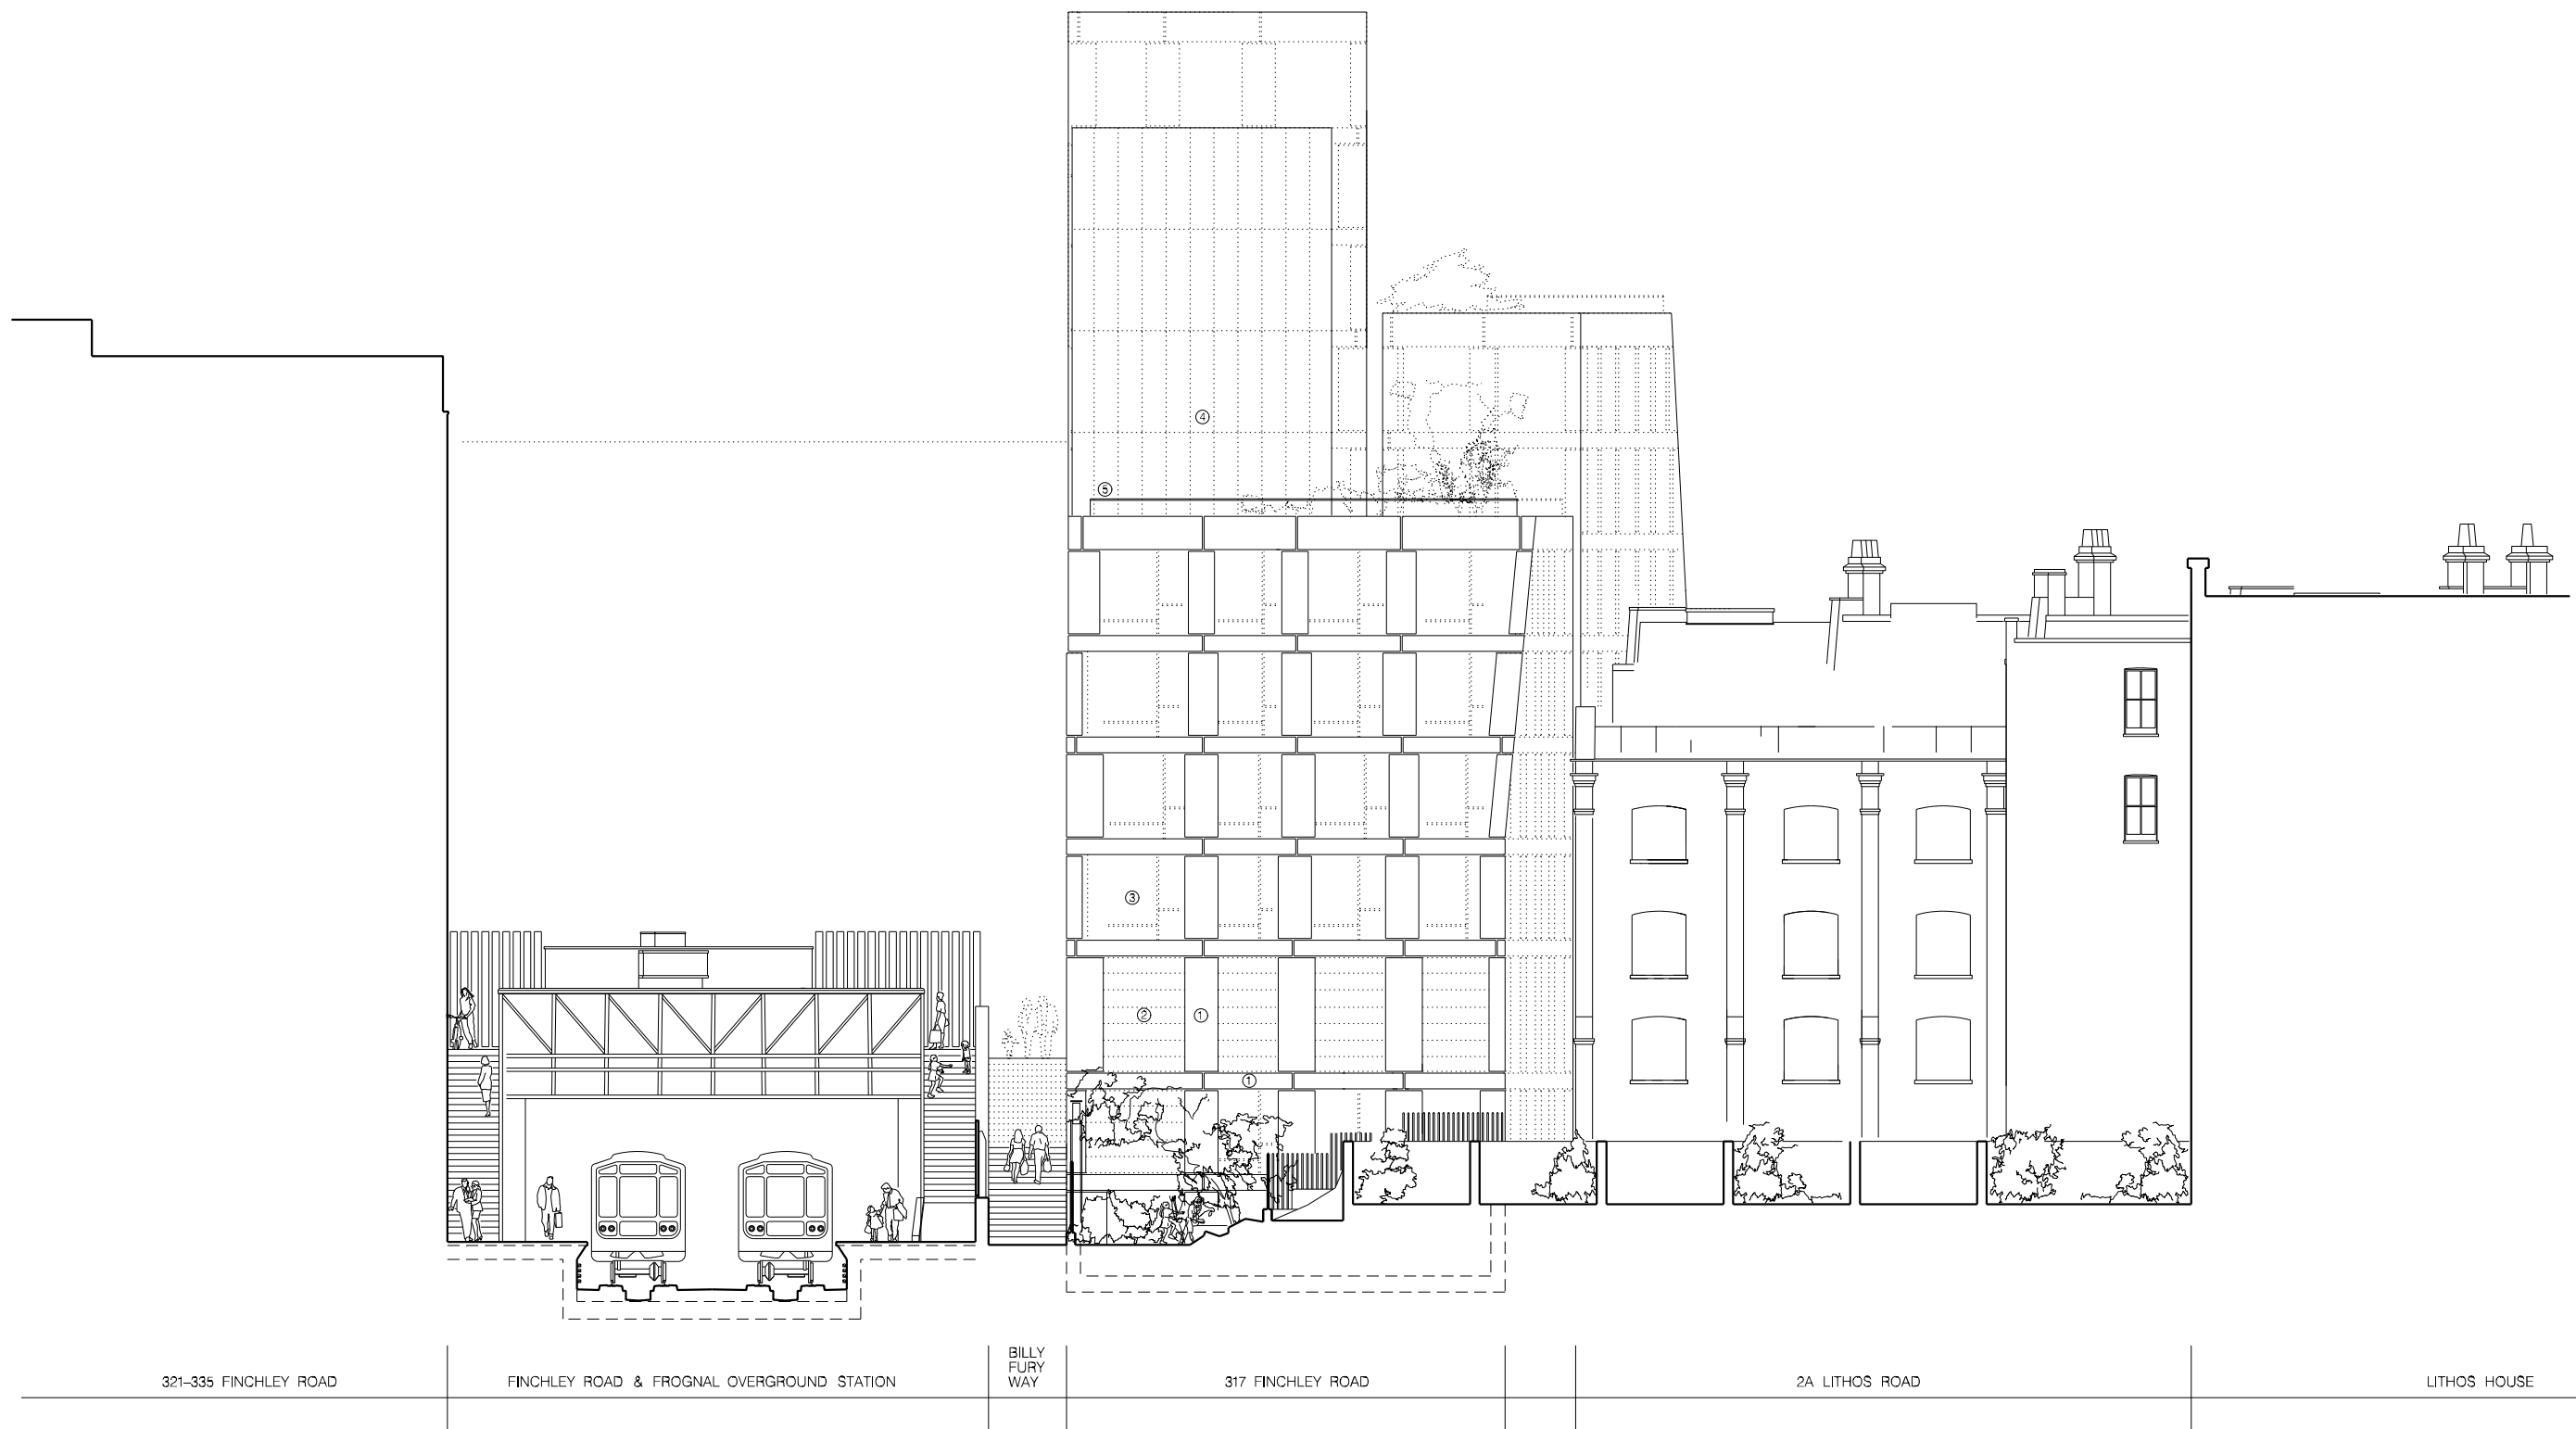 ④
⑤
③
②
①
①
BILLY
FURY
WAY
321–335 FINCHLEY ROAD
FINCHLEY ROAD & FROGNAL OVERGROUND STATION
317 FINCHLEY ROAD
2A LITHOS ROAD
LITHOS HOUSE